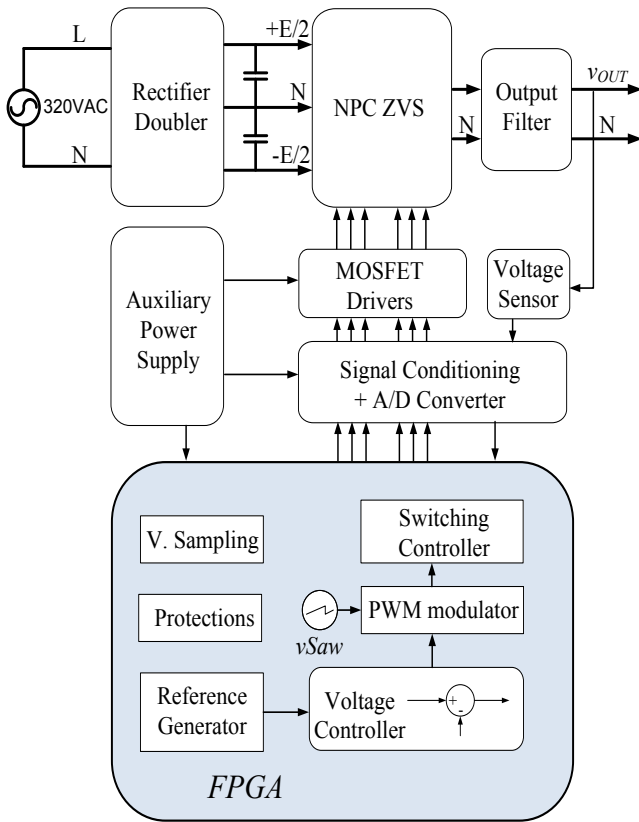 L
320VAC
N
Rectifier
Doubler
+E/2
N
-E/2
NPC ZVS
N
Output
Filter
vOUT
N
Auxiliary
Power
Supply
MOSFET
Drivers
Voltage
Sensor
Signal Conditioning
+ A/D Converter
V. Sampling
Switching
Controller
Protections
vSaw
PWM modulator
Reference
Generator
Voltage
Controller
+
-
FPGA